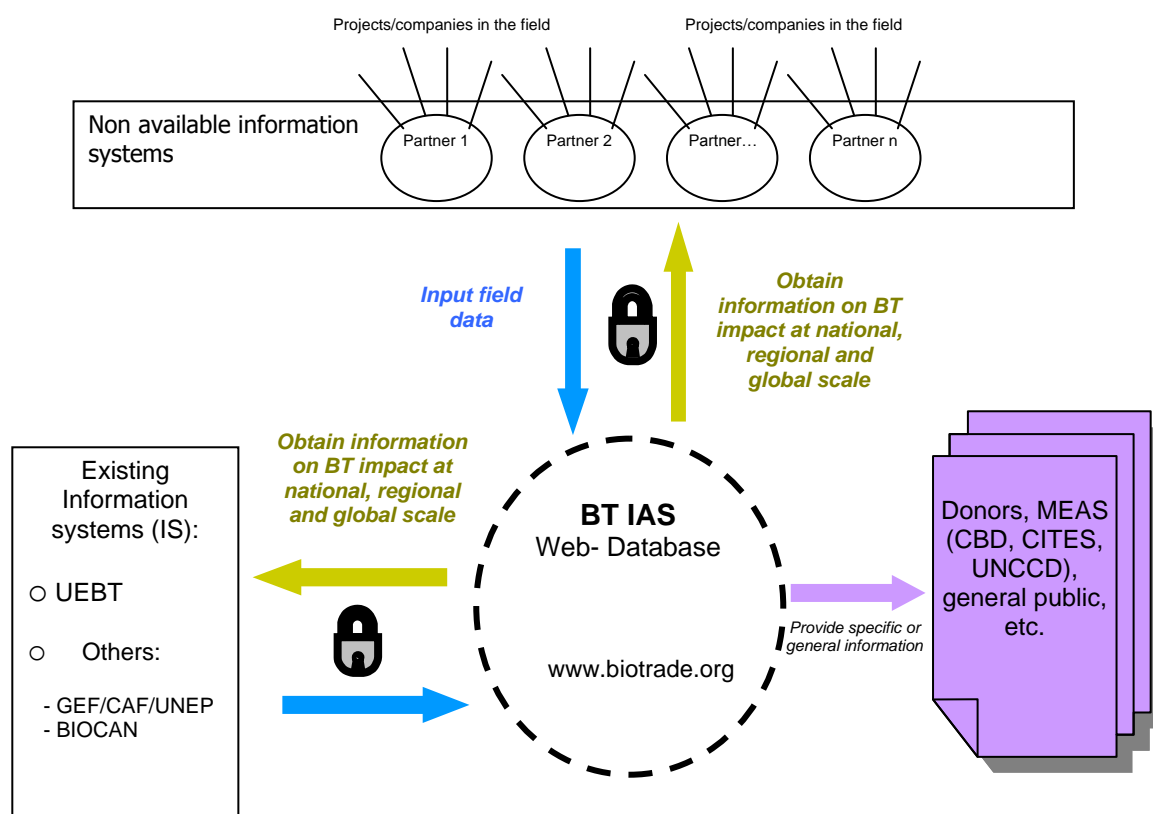 Projects/companies in the field
Projects/companies in the field
Non available information
systems
Partner 1
Partner 2
Partner…
Partner n
Input field
data
Obtain
information on BT
impact at national,
regional and
global scale
Obtain information
on BT impact at
national, regional
and global scale
Existing
Information
systems (IS):
○ UEBT
○ Others:
- GEF/CAF/UNEP
- BIOCAN
BT IAS
Web- Database
www.biotrade.org
Provide specific or
general information
Donors, MEAS
(CBD, CITES,
UNCCD),
general public,
etc.